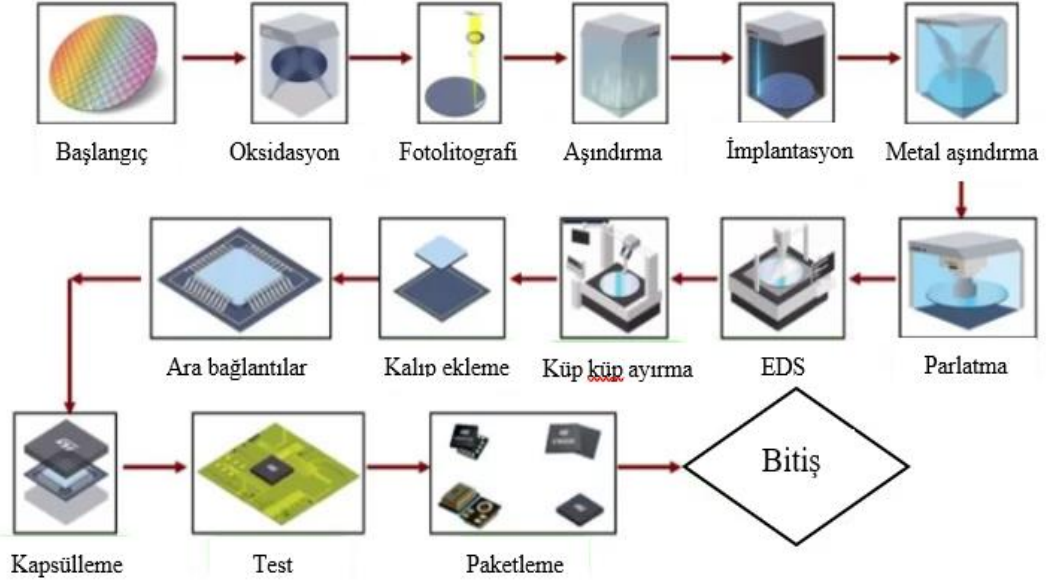 Başlangıç
Oksidasyon
Fotolitografi
Aşındırma
İmplantasyon
Metal aşındırma
Parlatma
EDS
Küp küp ayırma
Kalıp ekleme
Ara bağlantılar
Kapsülleme
Test
Paketleme
Bitiş